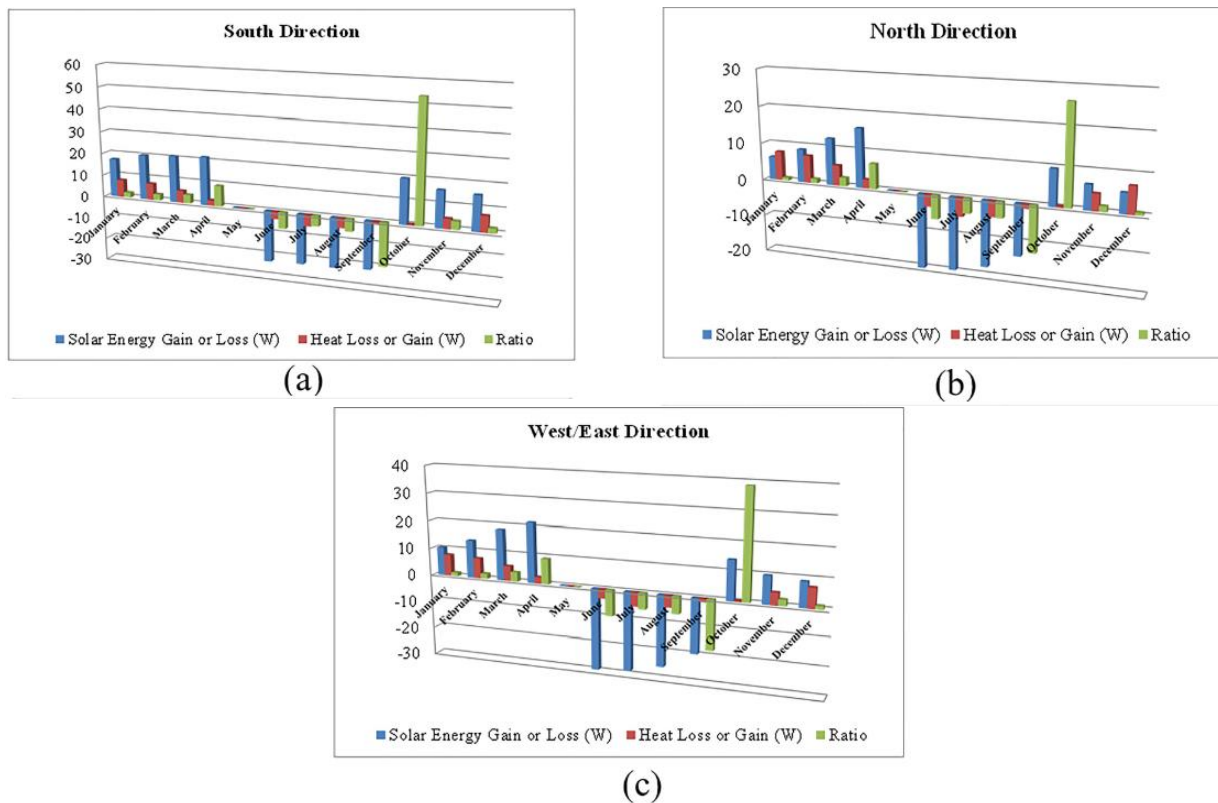 South Direction
60
50
40
30
20
10
0
-10
-20
-30
January
February
March
April
May
June
July
August
September
October
November
December
Solar Energy Gain or Loss (W) Heat Loss or Gain (W) Ratio
(a)
North Direction
30
20
10
0
-10
-20
January
February
March
April
May
June
July
August
September
October
November
December
Solar Energy Gain or Loss (W) Heat Loss or Gain (W) Ratio
(b)
West/East Direction
40
30
20
10
0
-10
-20
-30
January
February
March
April
May
June
July
August
September
October
November
December
Solar Energy Gain or Loss (W) Heat Loss or Gain (W) Ratio
(c)